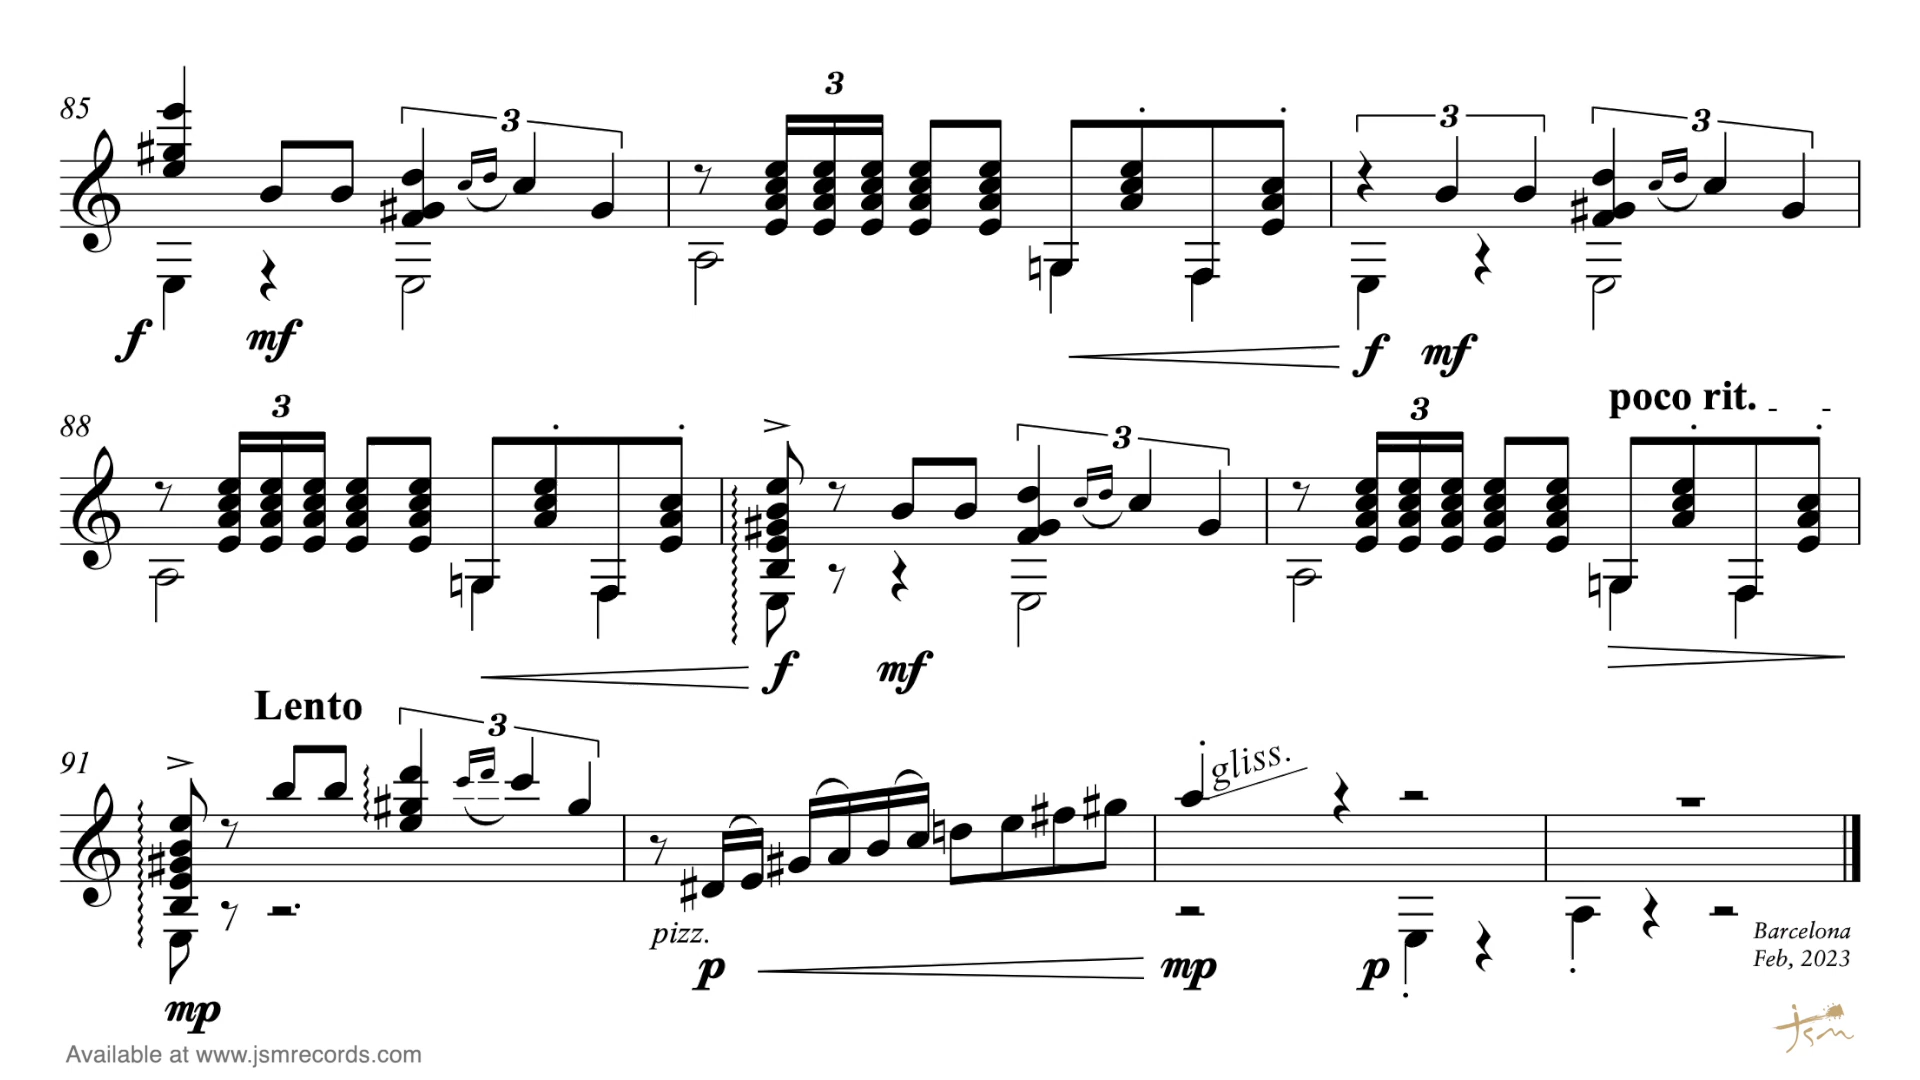 85 3 3 3 3
f mf f mf
88 3 3 3 poco rit. - -
f mf
Lento
91 3 gliss.
pizz.
p mp p
Barcelona
Feb, 2023
mp
jsm
Available at www.jsmrecords.com